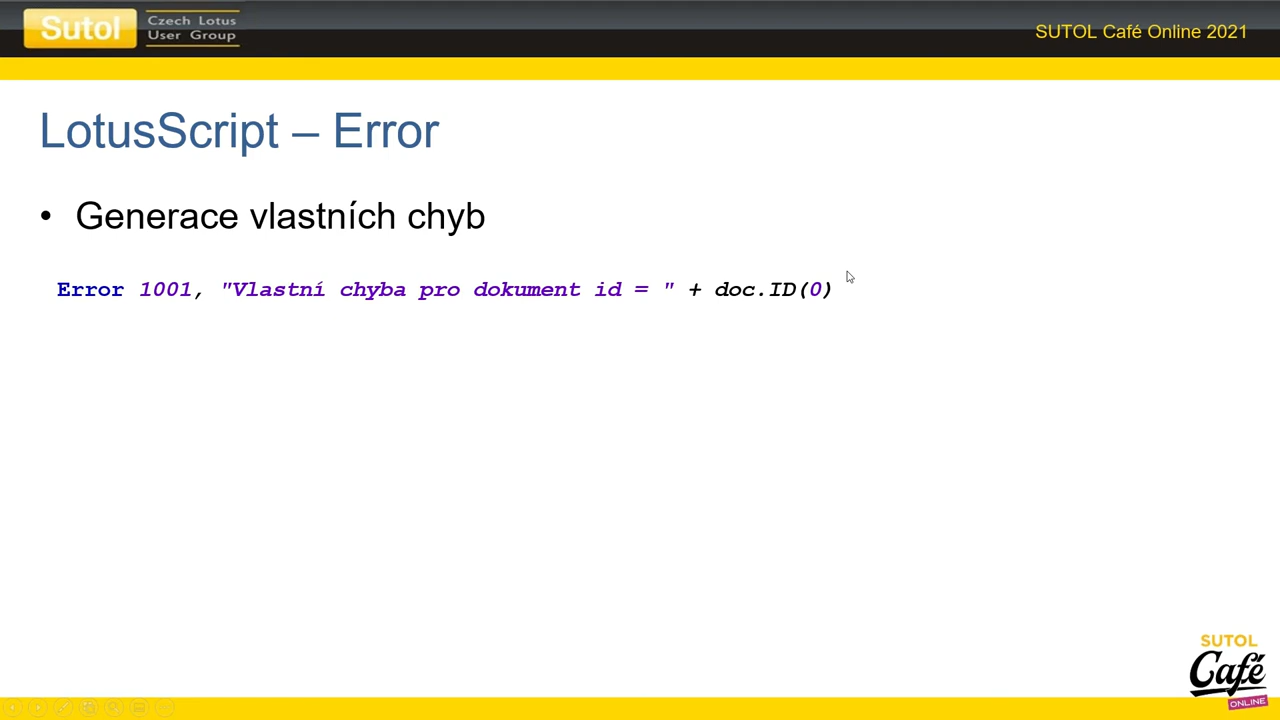 Sutol
Czech Lotus
User Group
SUTOL Café Online 2021
LotusScript – Error
• Generace vlastních chyb
Error 1001, "Vlastní chyba pro dokument id = " + doc.ID(0)
SUTOL
Café
ONLINE